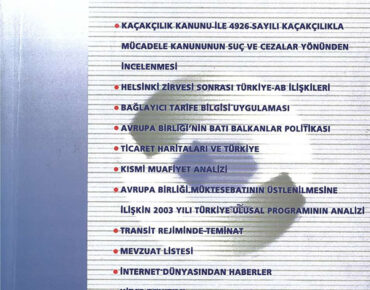 • KAÇAKÇILIK KANUNU İLE 4926 SAYILI KAÇAKÇILIKLA
MÜCADELE KANUNUNUN SUÇ VE CEZALAR YÖNÜNDEN
İNCELENMESİ
• HELSİNKİ ZİRVESİ SONRASI TÜRKİYE-AB İLİŞKİLERİ
• BAĞLAYICI TARİFE BİLGİSİ UYGULAMASI
• AVRUPA BİRLİĞİ'NİN BATI BALKANLAR POLİTİKASI
• TİCARET HARİTALARI VE TÜRKİYE
• KISMİ MUAFİYET ANALİZİ
• AVRUPA BİRLİĞİ MÜKTESEBATININ ÜSTLENİLMESİNE
İLİŞKİN 2003 YILI TÜRKİYE ULUSAL PROGRAMININ ANALİZİ
• TRANSİT REJİMİNDE TEMİNAT
• MEVZUAT LİSTESİ
• İNTERNET DÜNYASINDAN HABERLER